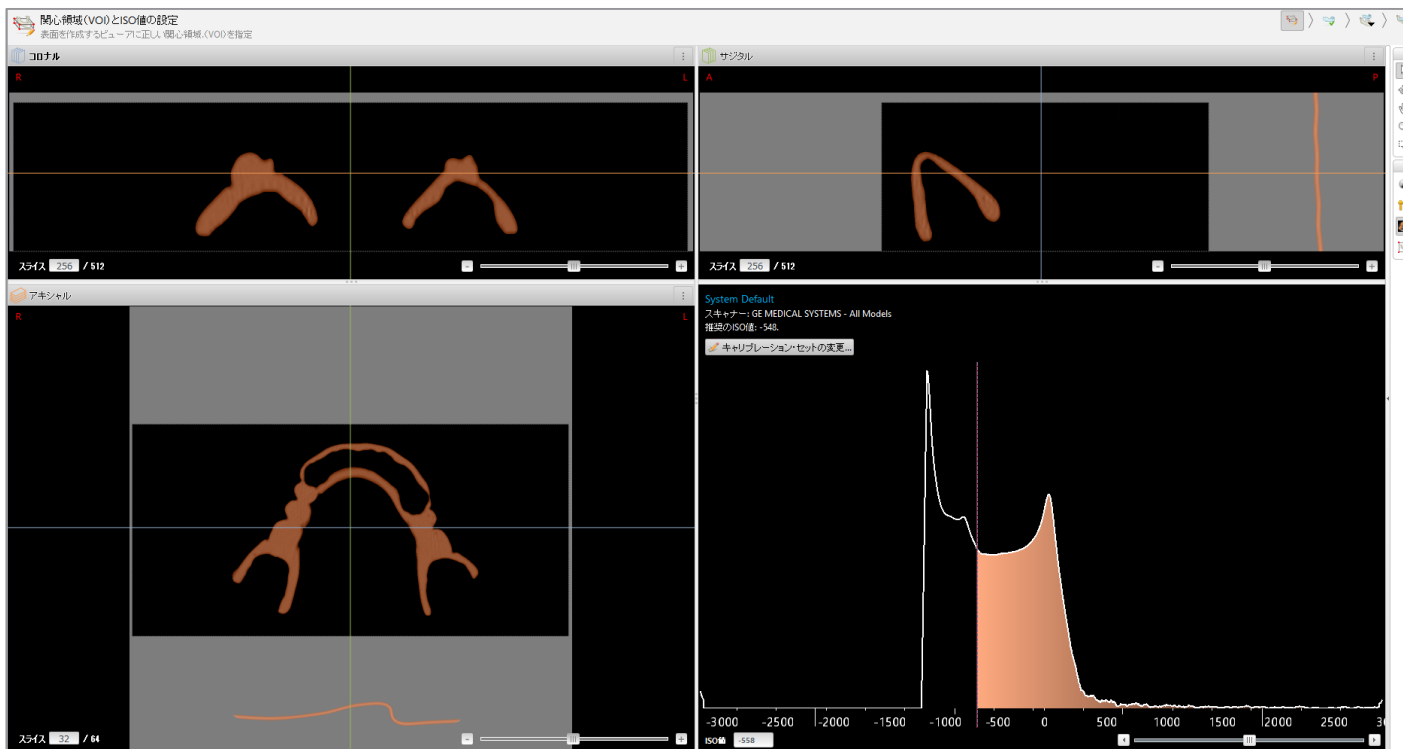 関心領域(VOI)とISO値の設定
表面を作成するビューアに正しい関心領域(VOI)を指定
コロナル
R
L
スライス 256 / 512
サジタル
A
P
スライス 256 / 512
アキシャル
R
L
スライス 32 / 64
System Default
スキャナー: GE MEDICAL SYSTEMS - All Models
推奨のISO値: -548.
キャリブレーション・セットの変更...
-3000 -2500 -2000 -1500 -1000 -500 0 500 1000 1500 2000 2500 30
ISO値 -558